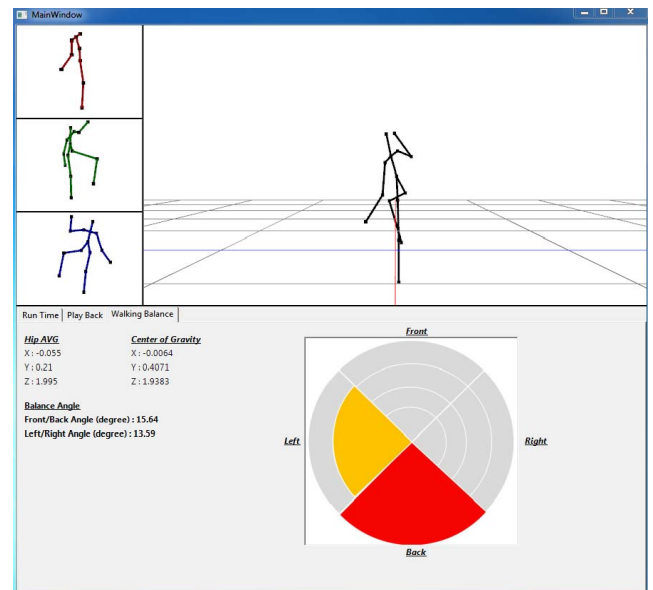 MainWindow
Run Time Play Back Walking Balance
Hip AVG Center of Gravity
X : -0.055 X : -0.0064
Y : 0.21 Y : 0.4071
Z : 1.995 Z : 1.9383
Balance Angle
Front/Back Angle (degree) : 15.64
Left/Right Angle (degree) : 13.59
Front
Left
Right
Back